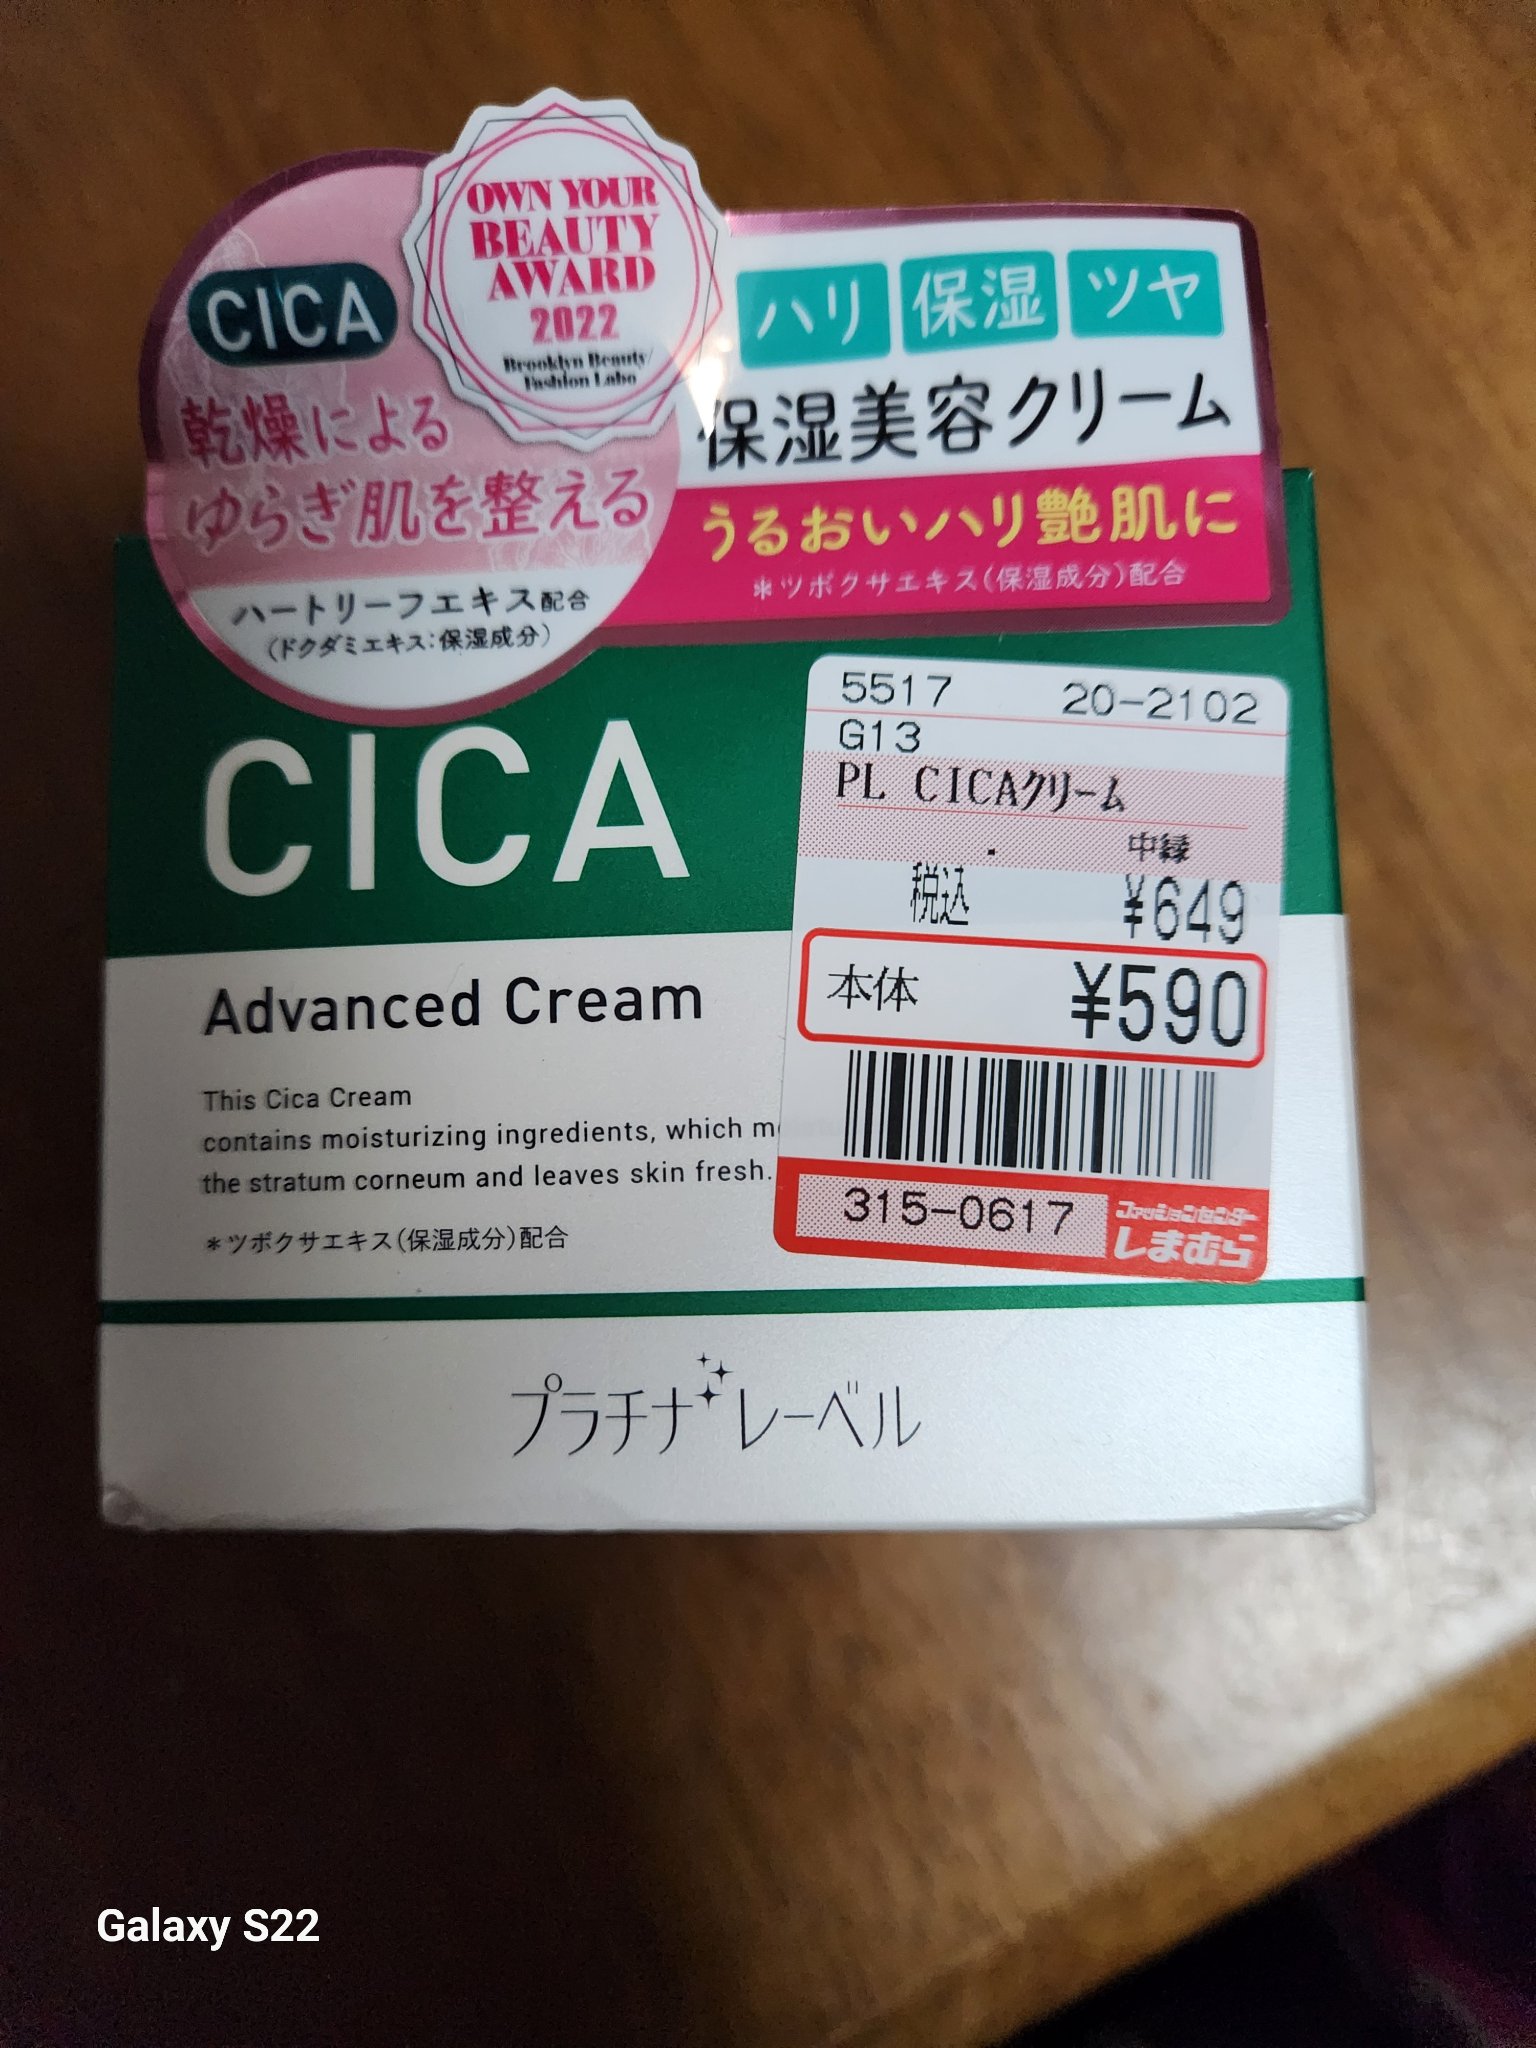 OWN YOUR
BEAUTY
AWARD
2022
Brooklyn Beauty/
Fashion Labo
CICA
乾燥による
ゆらぎ肌を整える
ハートリーフエキス配合
(ドクダミエキス:保湿成分)
ハリ 保湿 ツヤ
保湿美容クリーム
うるおいハリ艶肌に
*ツボクサエキス(保湿成分)配合
5517 20-2102
G13
PL CICAクリーム
中縁
税込 ¥649
本体 ¥590
315-0617
ファッションセンター
しまむら
CICA
Advanced Cream
This Cica Cream
contains moisturizing ingredients, which
the stratum corneum and leaves skin fresh.
*ツボクサエキス(保湿成分)配合
プラチナレーベル
Galaxy S22